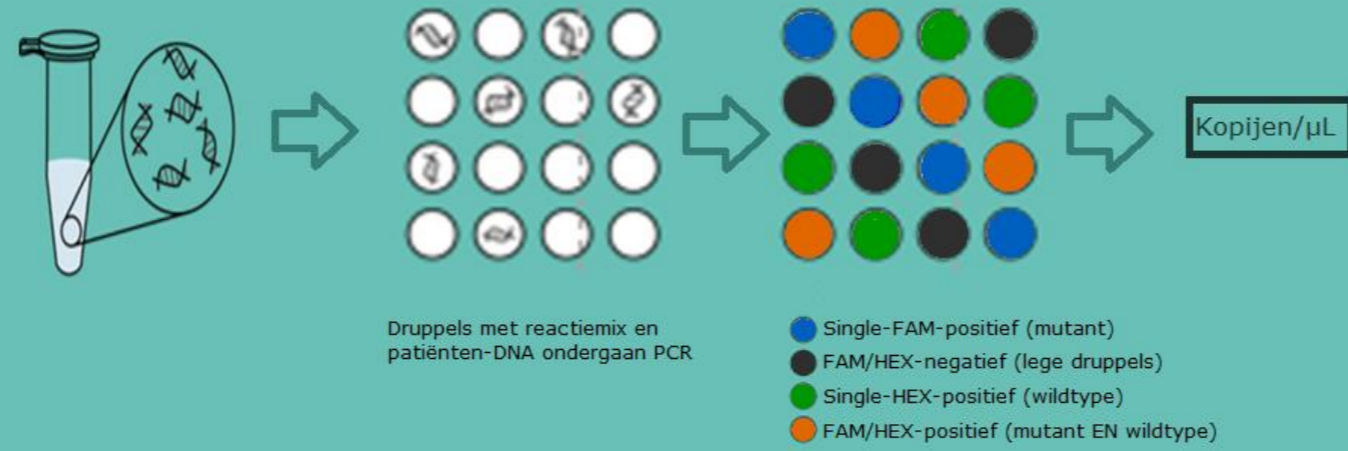 Kopijen/µL
Druppels met reactiemix en
patiënten-DNA ondergaan PCR
Single-FAM-positief (mutant)
FAM/HEX-negatief (lege druppels)
Single-HEX-positief (wildtype)
FAM/HEX-positief (mutant EN wildtype)